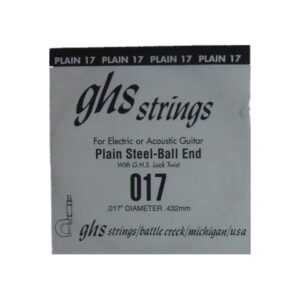 PLAIN 17 PLAIN 17 PLAIN 17 PLAIN 17
ghs strings
For Electric or Acoustic Guitar
Plain Steel-Ball End
With G.H.S. Lock Twist
017
.017" DIAMETER .432mm
ghs strings/battle creek/michigan/usa